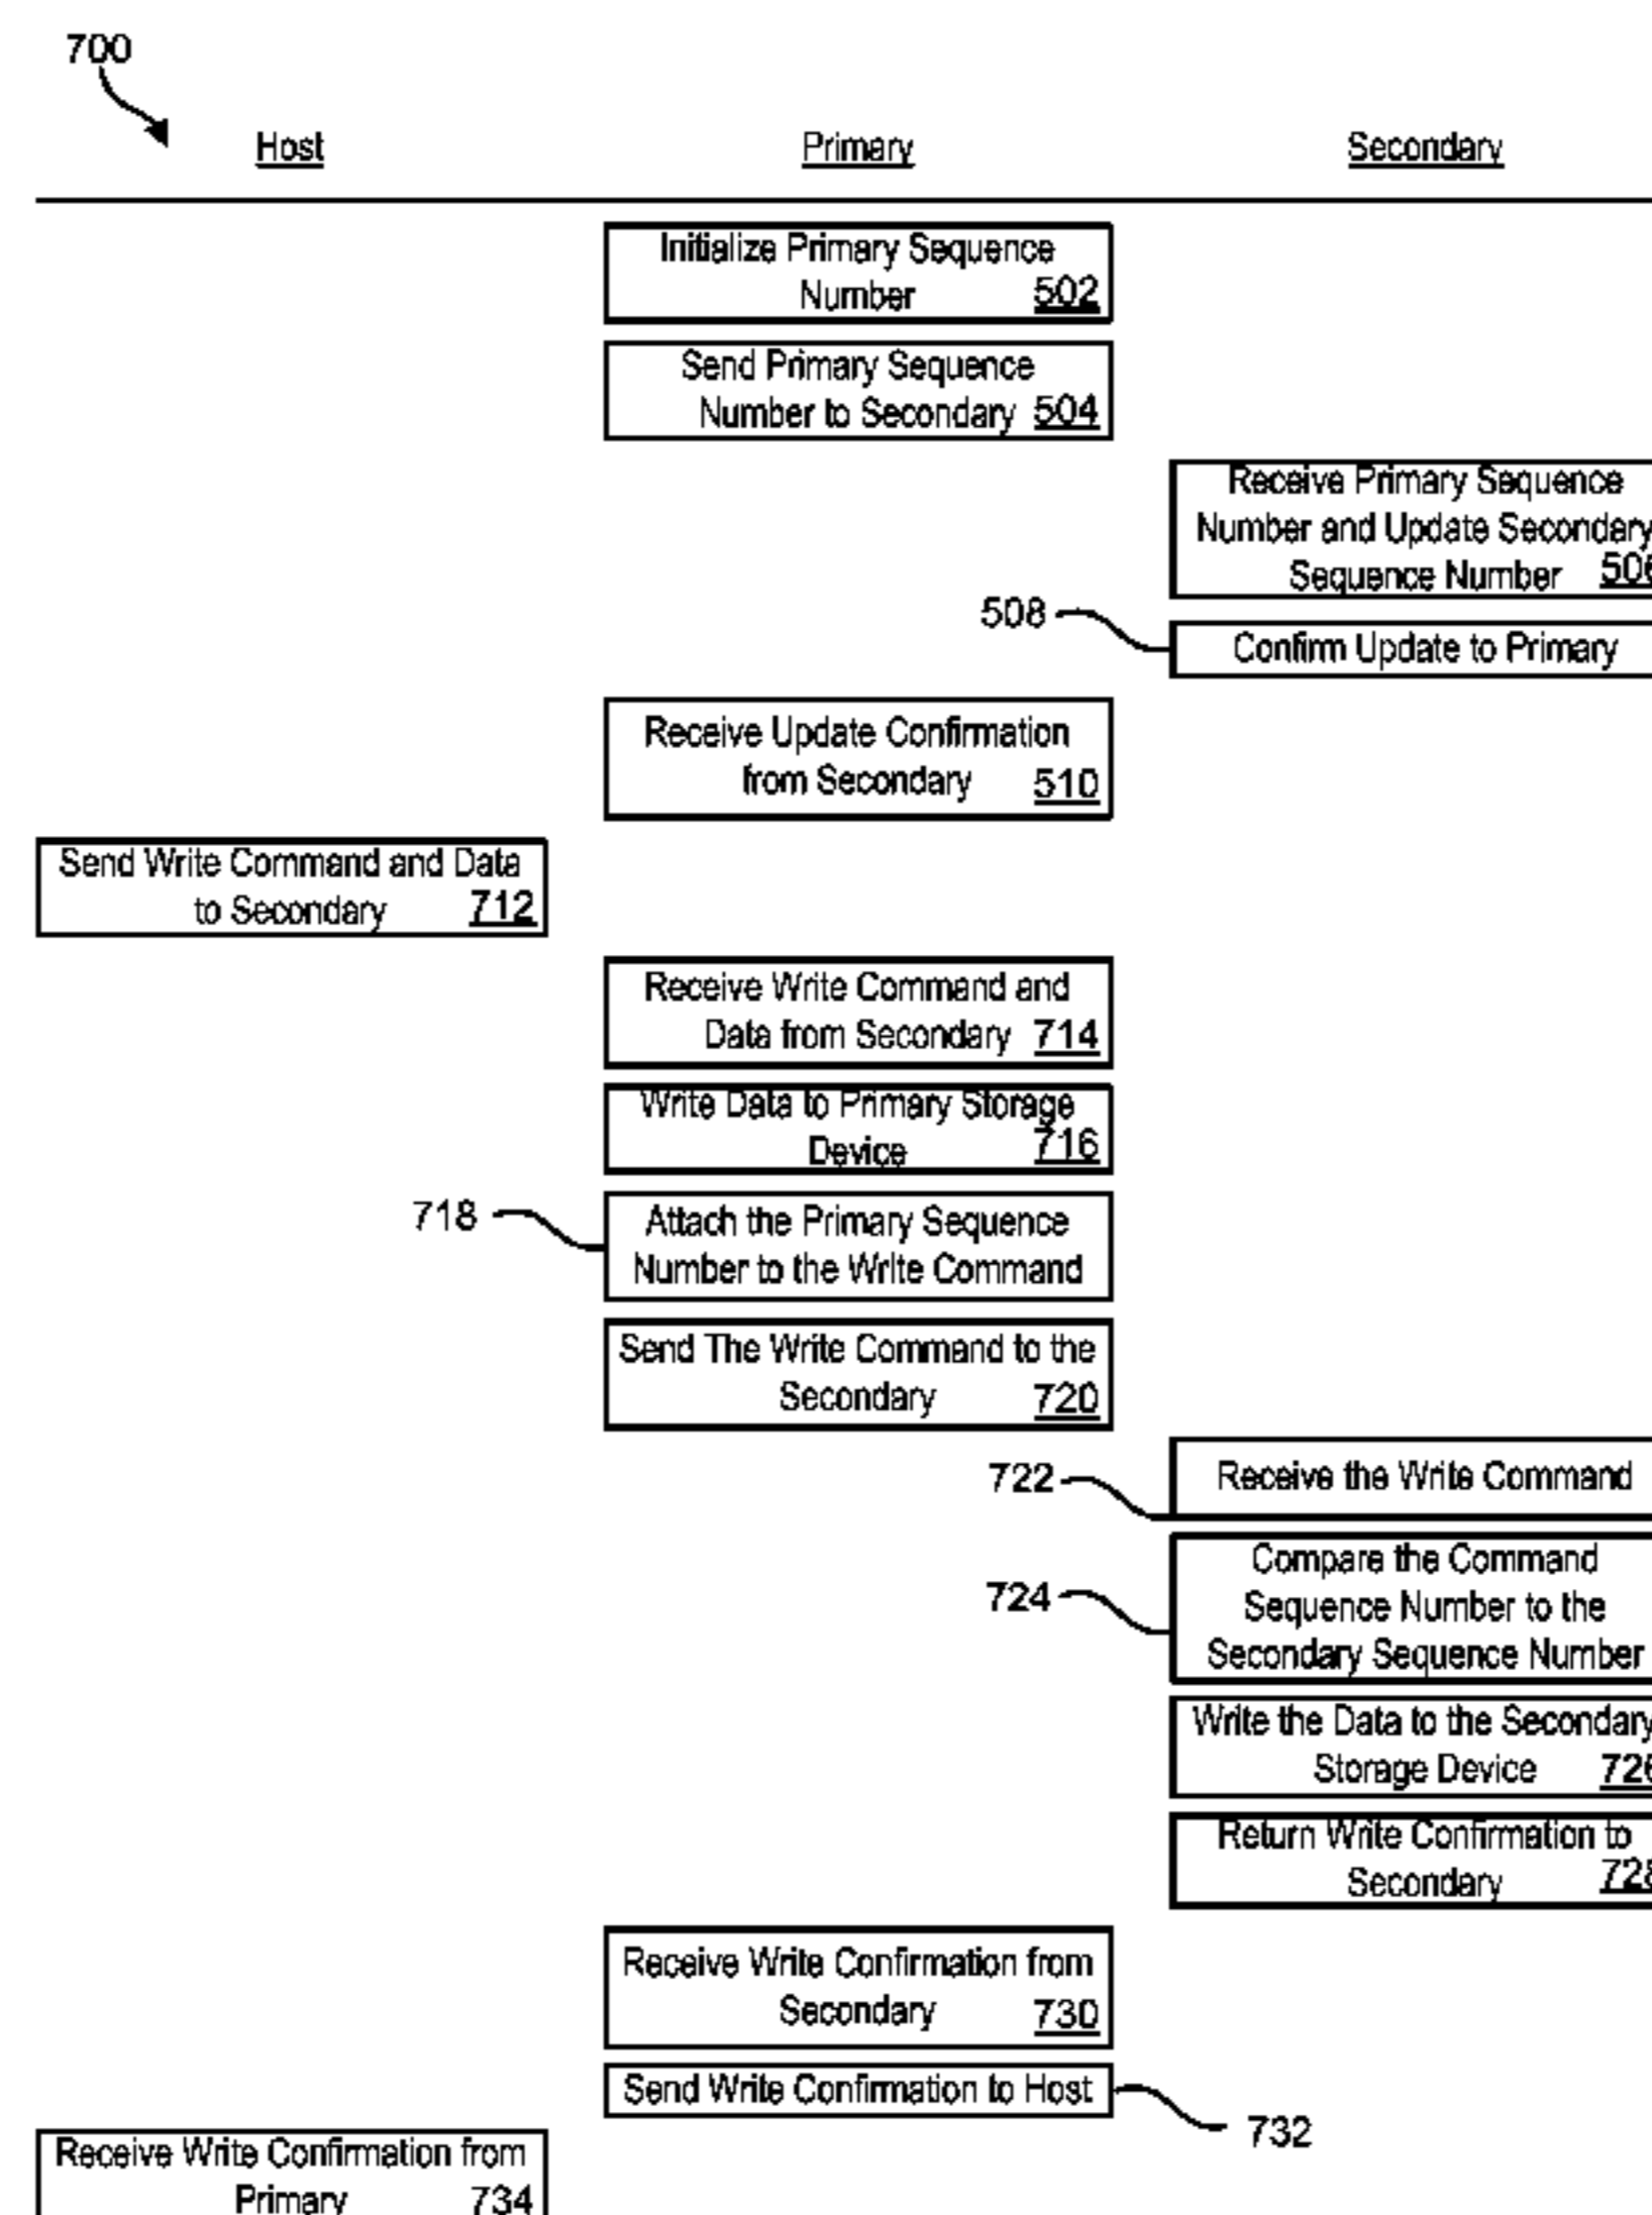 700
Host Primary Secondary
Initialize Primary Sequence
Number 502
Send Primary Sequence
Number to Secondary 504
Receive Primary Sequence
Number and Update Secondary
Sequence Number 506
508
Confirm Update to Primary
Receive Update Confirmation
from Secondary 510
Send Write Command and Data
to Secondary 712
Receive Write Command and
Data from Secondary 714
Write Data to Primary Storage
Device 716
718
Attach the Primary Sequence
Number to the Write Command
Send The Write Command to the
Secondary 720
722
Receive the Write Command
724
Compare the Command
Sequence Number to the
Secondary Sequence Number
Write the Data to the Secondary
Storage Device 726
Return Write Confirmation to
Secondary 728
Receive Write Confirmation from
Secondary 730
Send Write Confirmation to Host
732
Receive Write Confirmation from
Primary 734